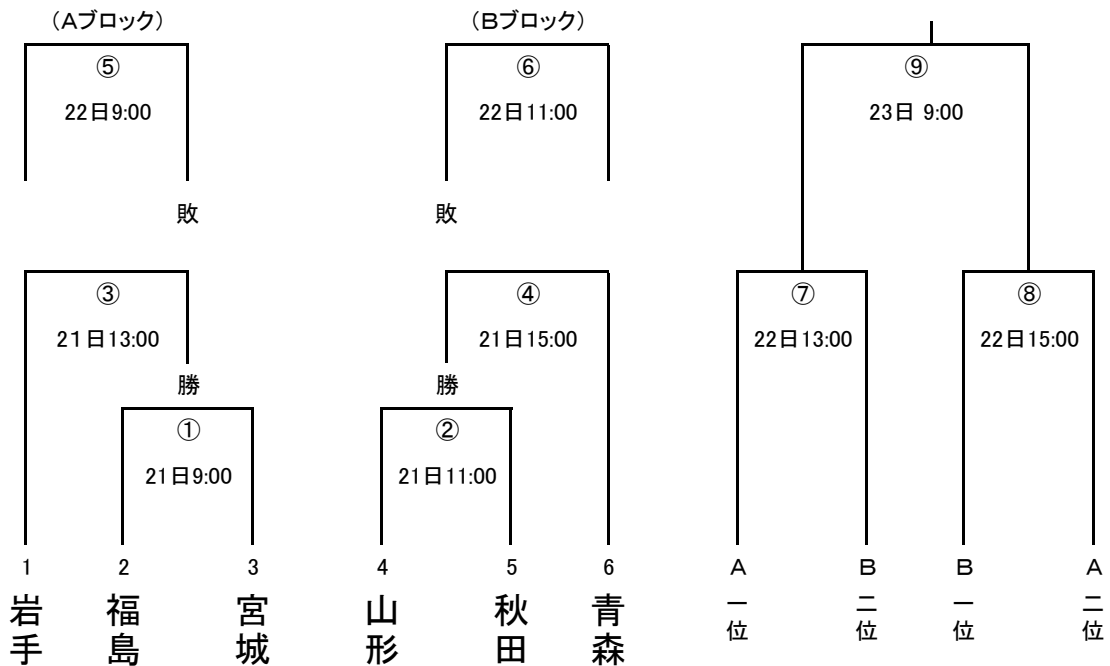 （Aブロック）
⑤
22日9:00
敗
③
21日13:00
勝
①
21日9:00
1 2 3
岩手 福島 宮城
（Bブロック）
⑥
22日11:00
敗
④
21日15:00
勝
②
21日11:00
4 5 6
山形 秋田 青森
⑨
23日 9:00
⑦ ⑧
22日13:00 22日15:00
A一位 B二位 B一位 A二位